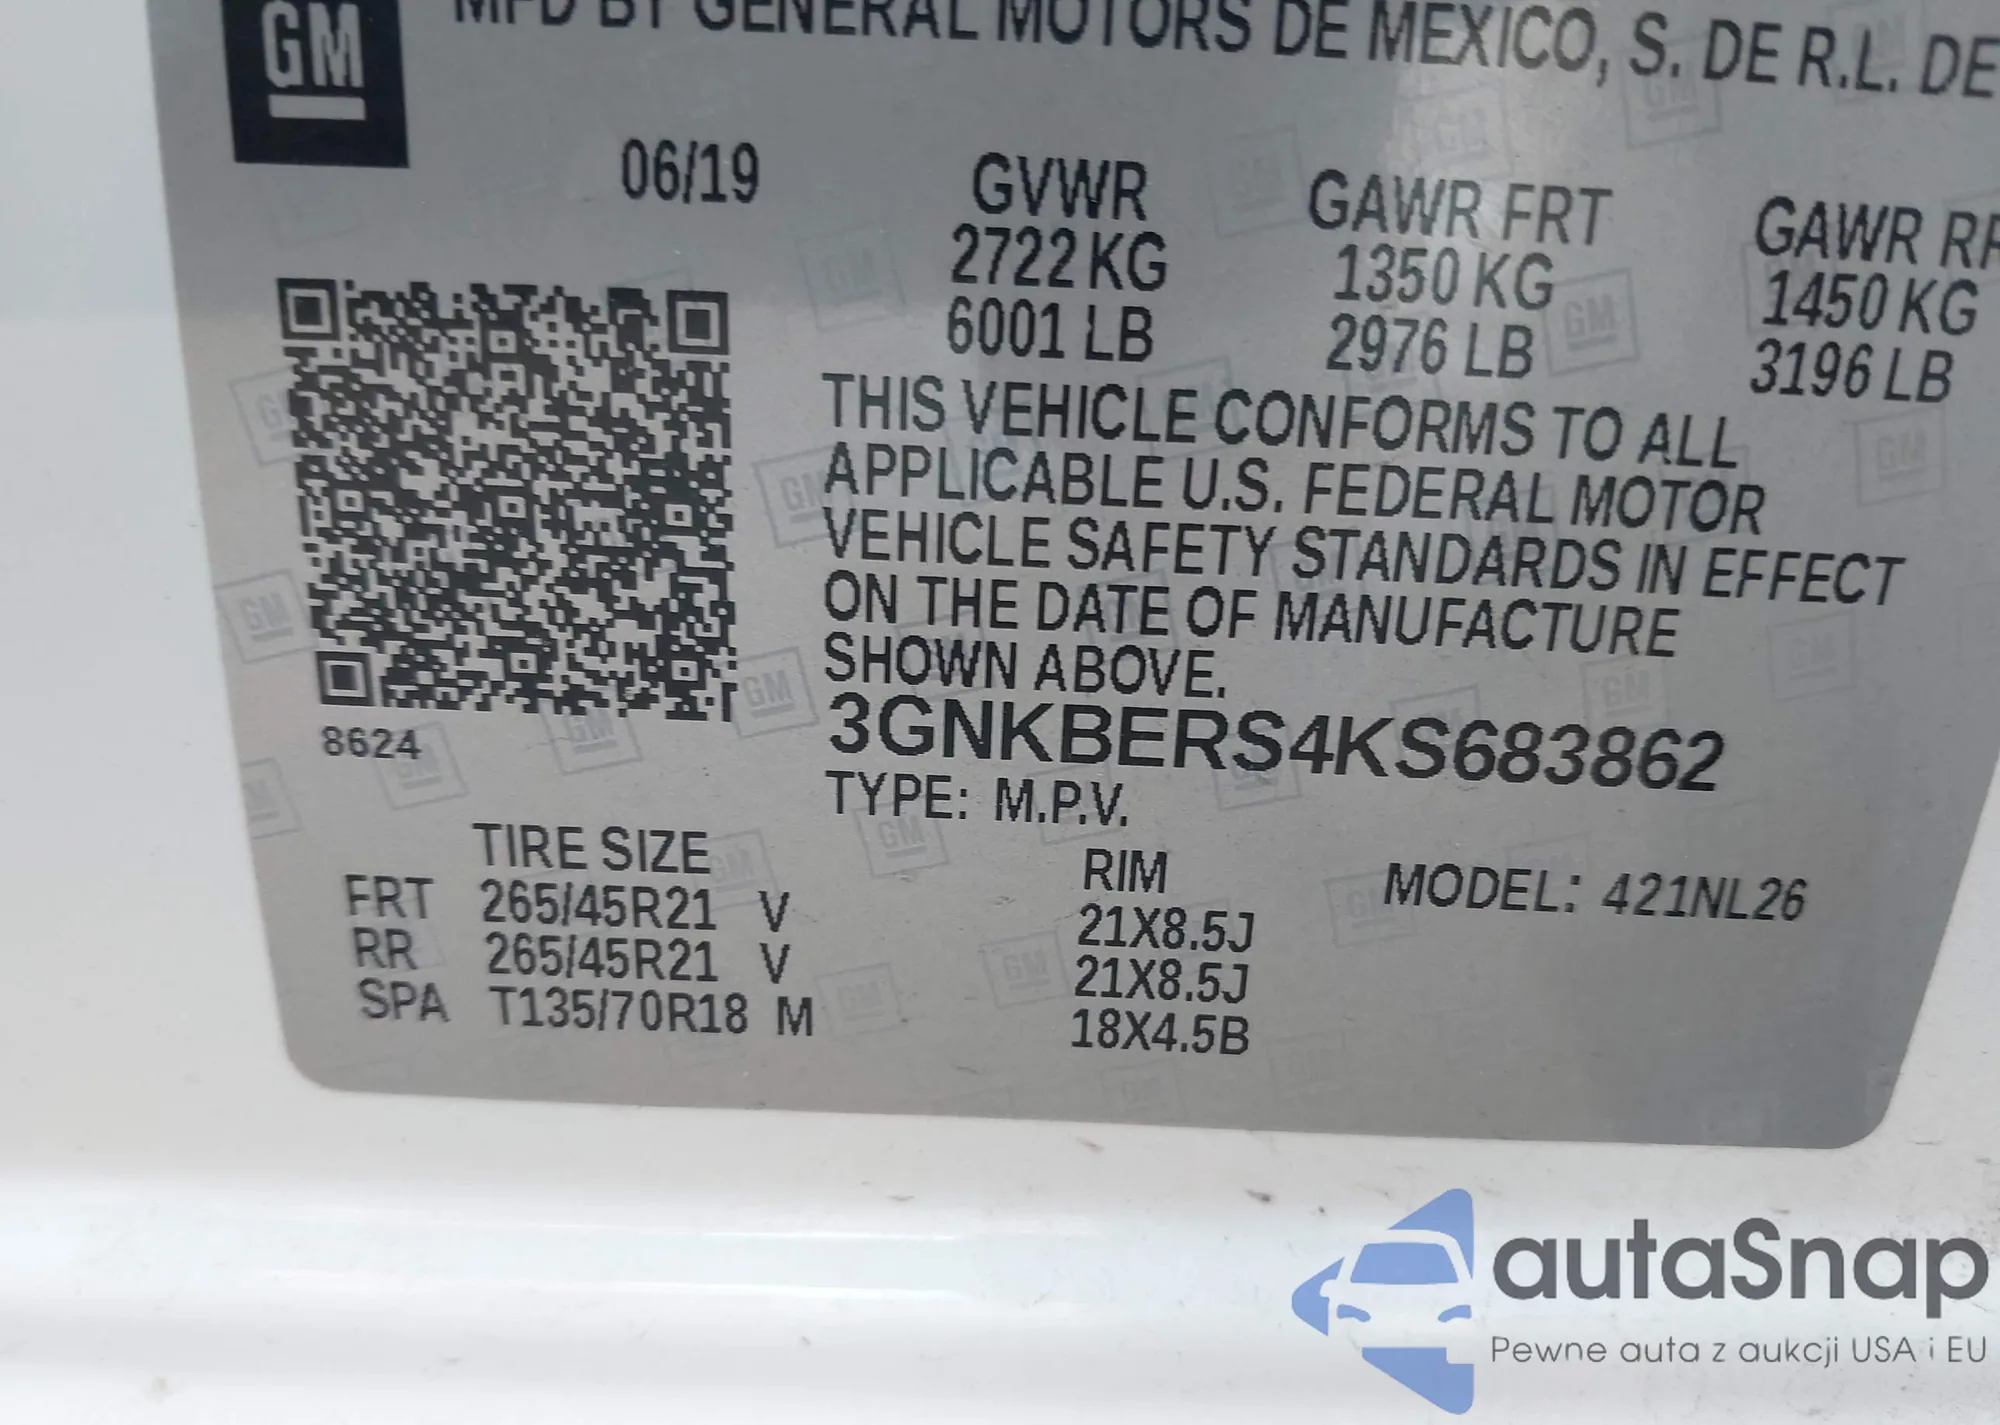 GM
MFD BY GENERAL MOTORS DE MEXICO, S. DE R.L. DE
06/19 GVWR GAWR FRT GAWR RR
2722 KG 1350 KG 1450 KG
6001 LB 2976 LB 3196 LB
THIS VEHICLE CONFORMS TO ALL
APPLICABLE U.S. FEDERAL MOTOR
VEHICLE SAFETY STANDARDS IN EFFECT
ON THE DATE OF MANUFACTURE
SHOWN ABOVE.
8624 3GNKBERS4KS683862
TYPE: M.P.V.
TIRE SIZE RIM MODEL: 421NL26
FRT 265/45R21 V 21X8.5J
RR 265/45R21 V 21X8.5J
SPA T135/70R18 M 18X4.5B
autaSnap
Pewne auta z aukcji USA i EU